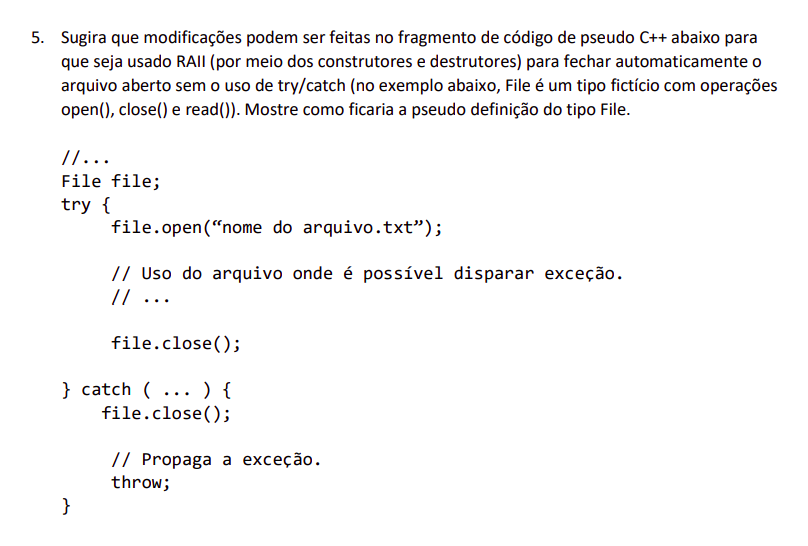 5. Sugira que modificações podem ser feitas no fragmento de código de pseudo C++ abaixo para
que seja usado RAII (por meio dos construtores e destrutores) para fechar automaticamente o
arquivo aberto sem o uso de try/catch (no exemplo abaixo, File é um tipo fictício com operações
open(), close() e read()). Mostre como ficaria a pseudo definição do tipo File.
//...
File file;
try {
file.open(“nome do arquivo.txt”);
// Uso do arquivo onde é possível disparar exceção.
// ...
file.close();
} catch ( ... ) {
file.close();
// Propaga a exceção.
throw;
}